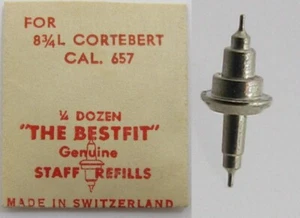 FOR
8¾L CORTEBERT
CAL. 657
¼ DOZEN
"THE BESTFIT"
Genuine
STAFF REFILLS
MADE IN SWITZERLAND